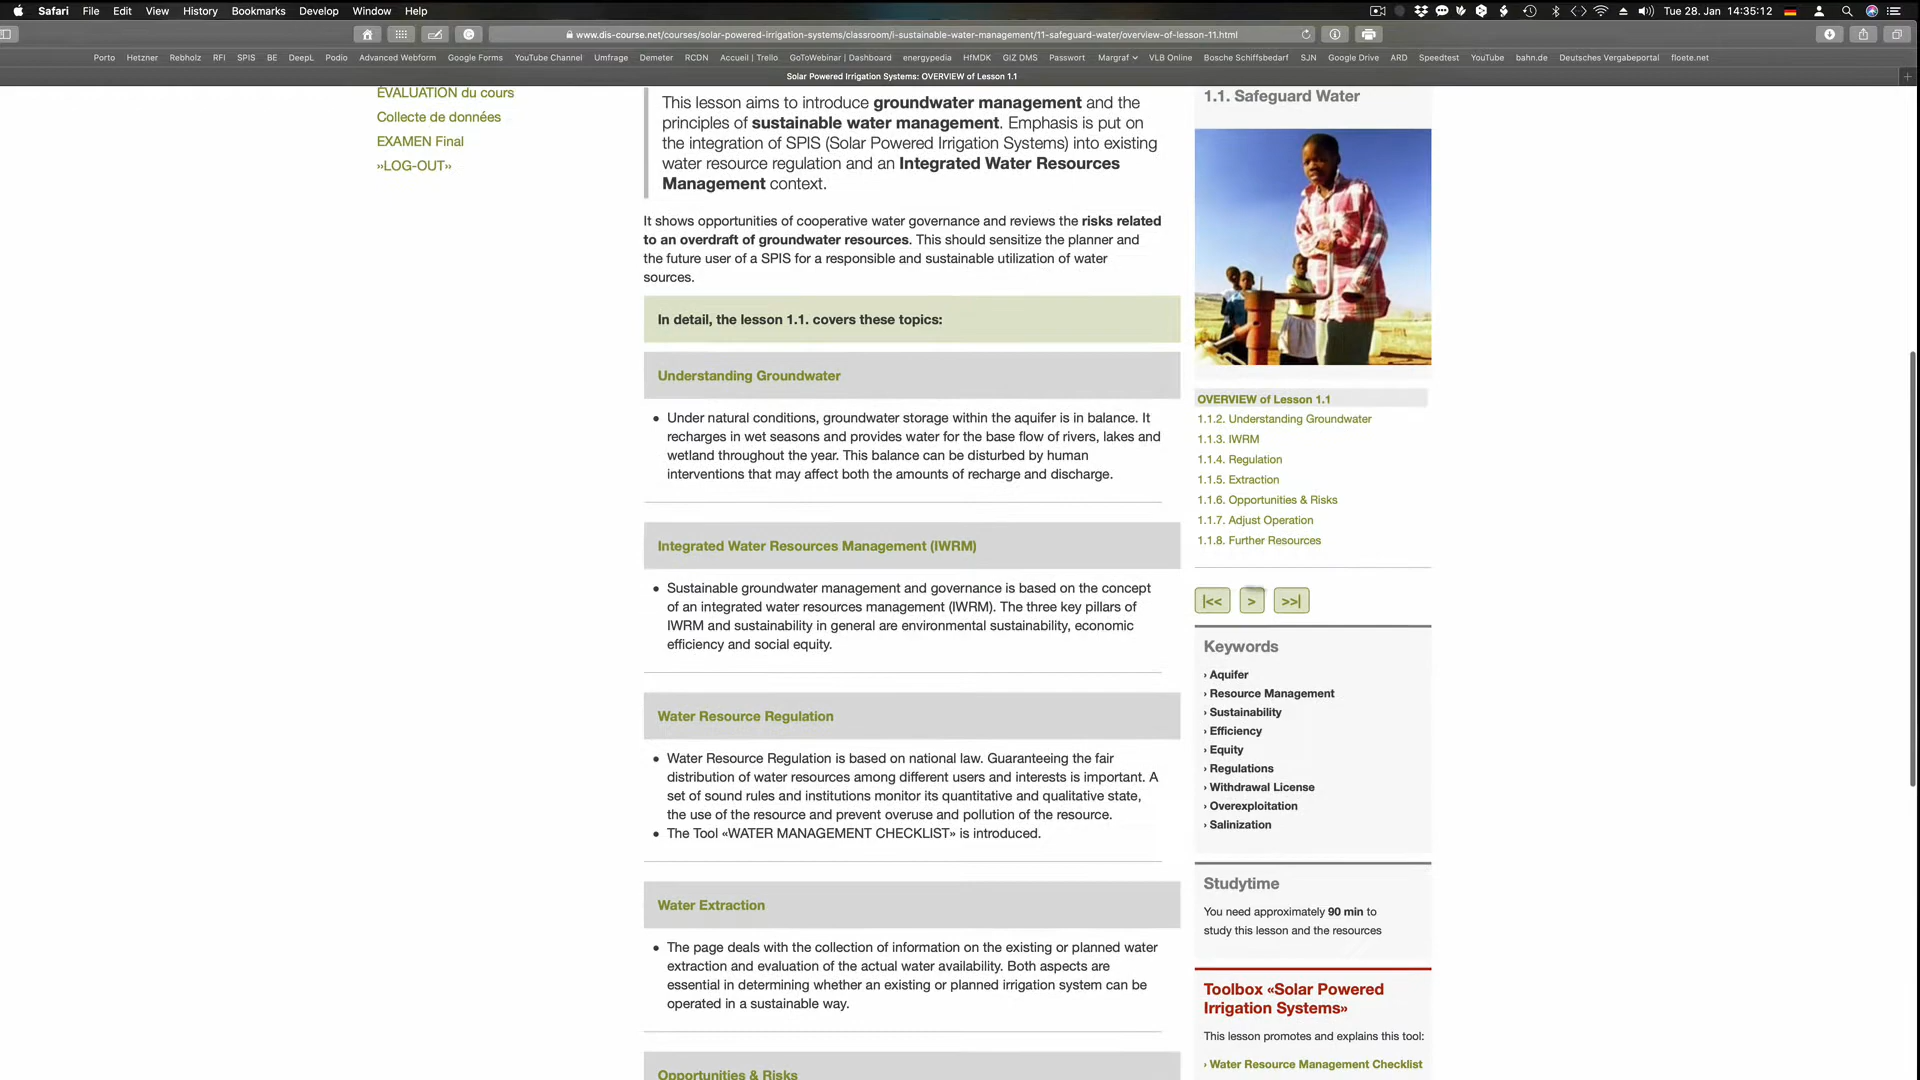 Safari File Edit View History Bookmarks Develop Window Help
Tue 28. Jan 14:35:12
www.dis-course.net/courses/solar-powered-irrigation-systems/classroom/i-sustainable-water-management/11-safeguard-water/overview-of-lesson-11.html
Porto Hetzner Rebholz RFI SPIS BE DeepL Podio Advanced Webform Google Forms YouTube Channel Umfrage Demeter RCDN Accueil | Trello GoToWebinar | Dashboard energypedia HfMDK GIZ DMS Passwort Margraf VLB Online Bosche Schiffsbedarf SJN Google Drive ARD Speedtest YouTube bahn.de Deutsches Vergabeportal floete.net
Solar Powered Irrigation Systems: OVERVIEW of Lesson 1.1
ÉVALUATION du cours
Collecte de données
EXAMEN Final
»LOG-OUT»
This lesson aims to introduce groundwater management and the
principles of sustainable water management. Emphasis is put on
the integration of SPIS (Solar Powered Irrigation Systems) into existing
water resource regulation and an Integrated Water Resources
Management context.
It shows opportunities of cooperative water governance and reviews the risks related
to an overdraft of groundwater resources. This should sensitize the planner and
the future user of a SPIS for a responsible and sustainable utilization of water
sources.
In detail, the lesson 1.1. covers these topics:
Understanding Groundwater
• Under natural conditions, groundwater storage within the aquifer is in balance. It
recharges in wet seasons and provides water for the base flow of rivers, lakes and
wetland throughout the year. This balance can be disturbed by human
interventions that may affect both the amounts of recharge and discharge.
Integrated Water Resources Management (IWRM)
• Sustainable groundwater management and governance is based on the concept
of an integrated water resources management (IWRM). The three key pillars of
IWRM and sustainability in general are environmental sustainability, economic
efficiency and social equity.
Water Resource Regulation
• Water Resource Regulation is based on national law. Guaranteeing the fair
distribution of water resources among different users and interests is important. A
set of sound rules and institutions monitor its quantitative and qualitative state,
the use of the resource and prevent overuse and pollution of the resource.
• The Tool «WATER MANAGEMENT CHECKLIST» is introduced.
Water Extraction
• The page deals with the collection of information on the existing or planned water
extraction and evaluation of the actual water availability. Both aspects are
essential in determining whether an existing or planned irrigation system can be
operated in a sustainable way.
Opportunities & Risks
1.1. Safeguard Water
OVERVIEW of Lesson 1.1
1.1.2. Understanding Groundwater
1.1.3. IWRM
1.1.4. Regulation
1.1.5. Extraction
1.1.6. Opportunities & Risks
1.1.7. Adjust Operation
1.1.8. Further Resources
|<< > >>|
Keywords
› Aquifer
› Resource Management
› Sustainability
› Efficiency
› Equity
› Regulations
› Withdrawal License
› Overexploitation
› Salinization
Studytime
You need approximately 90 min to
study this lesson and the resources
Toolbox «Solar Powered
Irrigation Systems»
This lesson promotes and explains this tool:
› Water Resource Management Checklist